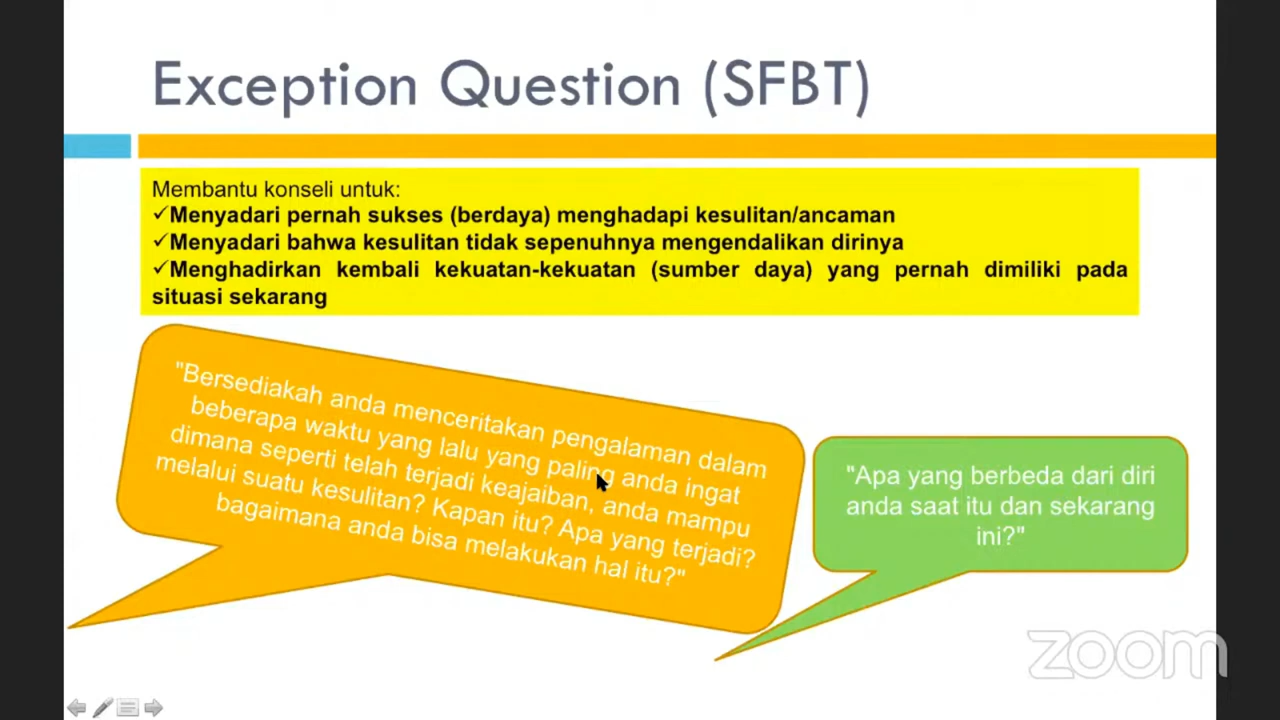 Exception Question (SFBT)
Membantu konseli untuk:
✓Menyadari pernah sukses (berdaya) menghadapi kesulitan/ancaman
✓Menyadari bahwa kesulitan tidak sepenuhnya mengendalikan dirinya
✓Menghadirkan kembali kekuatan-kekuatan (sumber daya) yang pernah dimiliki pada
situasi sekarang
"Bersediakah anda menceritakan pengalaman dalam
beberapa waktu yang lalu yang paling anda ingat
dimana seperti telah terjadi keajaiban, anda mampu
melalui suatu kesulitan? Kapan itu? Apa yang terjadi?
bagaimana anda bisa melakukan hal itu?"
"Apa yang berbeda dari diri
anda saat itu dan sekarang
ini?"
zoom